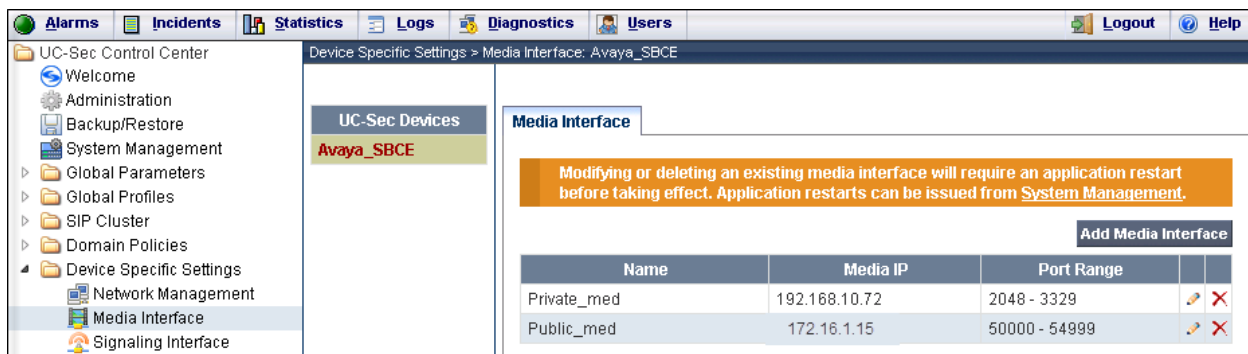 Alarms Incidents Statistics Logs Diagnostics Users Logout Help
UC-Sec Control Center
Welcome
Administration
Backup/Restore
System Management
Global Parameters
Global Profiles
SIP Cluster
Domain Policies
Device Specific Settings
Network Management
Media Interface
Signaling Interface
Device Specific Settings > Media Interface: Avaya_SBCE
UC-Sec Devices
Avaya_SBCE
Media Interface
Modifying or deleting an existing media interface will require an application restart
before taking effect. Application restarts can be issued from System Management.
Add Media Interface
Name Media IP Port Range
Private_med 192.168.10.72 2048 - 3329
Public_med 172.16.1.15 50000 - 54999